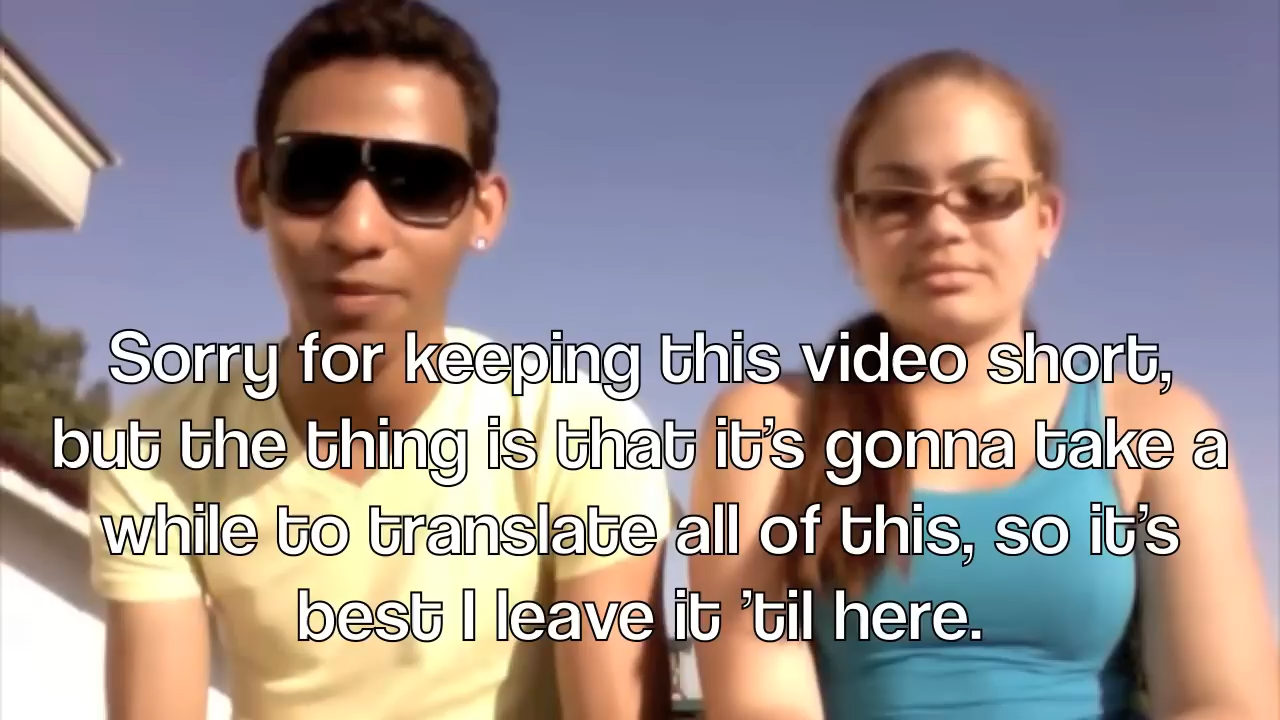 Sorry for keeping this video short,
but the thing is that it's gonna take a
while to translate all of this, so it's
best I leave it 'til here.